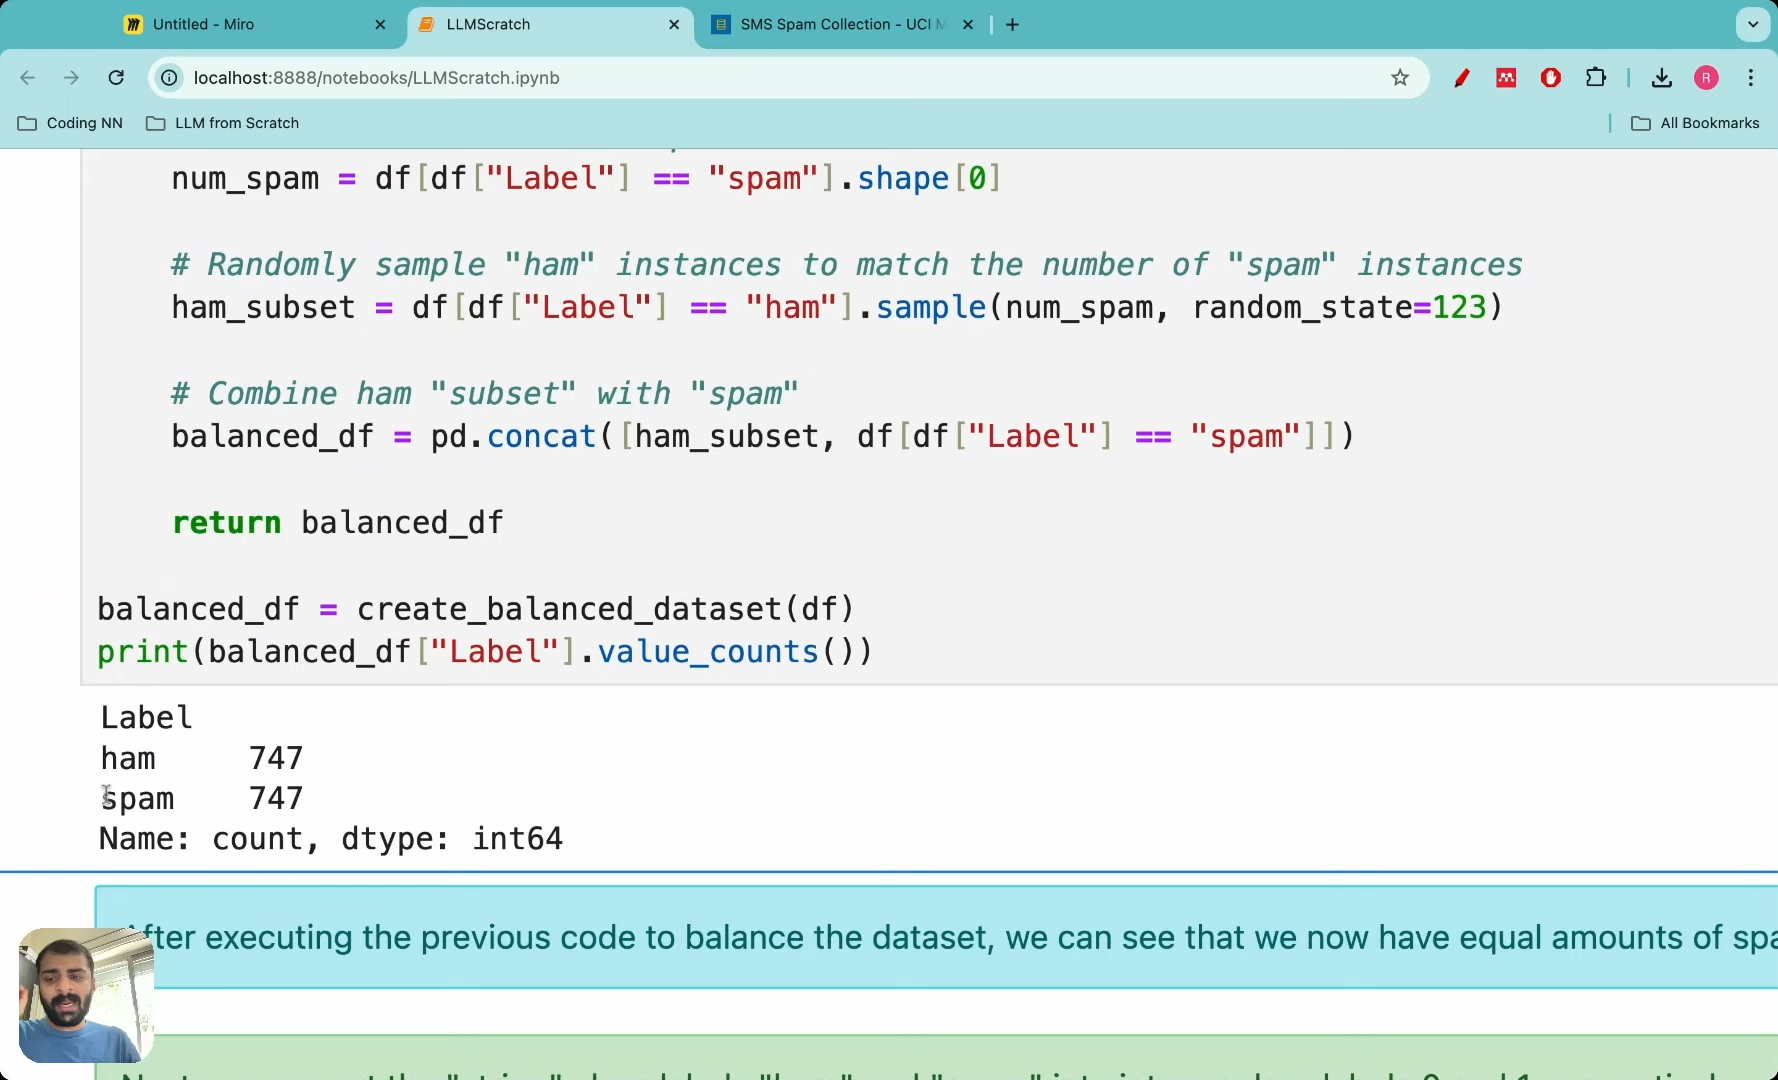 Untitled - Miro
LLMScratch
SMS Spam Collection - UCI M
localhost:8888/notebooks/LLMScratch.ipynb
R
Coding NN
LLM from Scratch
All Bookmarks
num_spam = df[df["Label"] == "spam"].shape[0]
# Randomly sample "ham" instances to match the number of "spam" instances
ham_subset = df[df["Label"] == "ham"].sample(num_spam, random_state=123)
# Combine ham "subset" with "spam"
balanced_df = pd.concat([ham_subset, df[df["Label"] == "spam"]])
return balanced_df
balanced_df = create_balanced_dataset(df)
print(balanced_df["Label"].value_counts())
Label
ham 747
spam 747
Name: count, dtype: int64
After executing the previous code to balance the dataset, we can see that we now have equal amounts of spa